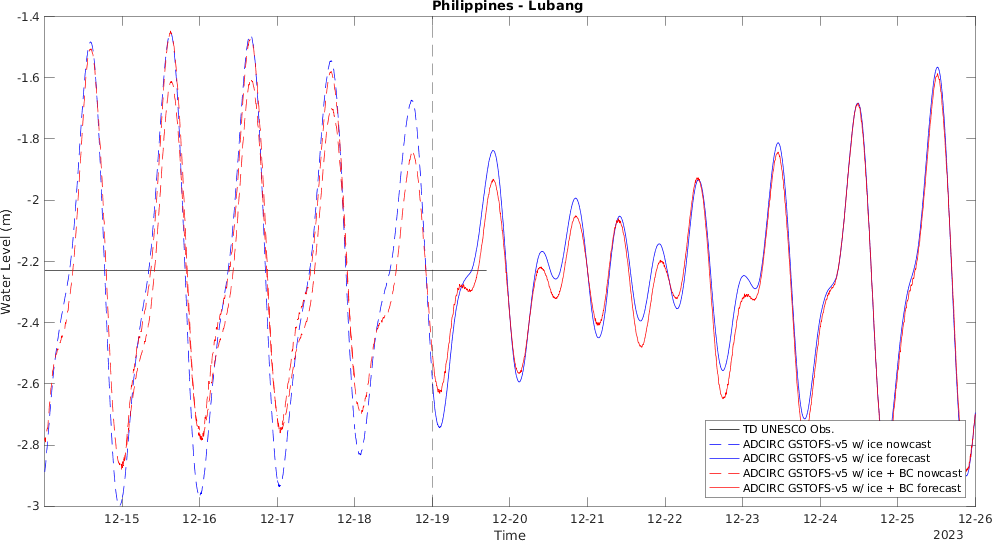 Philippines - Lubang
-1.4
-1.6
-1.8
-2
-2.2
-2.4
-2.6
-2.8
-3
Water Level (m)
12-15
12-16
12-17
12-18
12-19
12-20
12-21
12-22
12-23
12-24
12-25
12-26
Time
2023
TD UNESCO Obs.
ADCIRC GSTOFS-v5 w/ ice nowcast
ADCIRC GSTOFS-v5 w/ ice forecast
ADCIRC GSTOFS-v5 w/ ice + BC nowcast
ADCIRC GSTOFS-v5 w/ ice + BC forecast